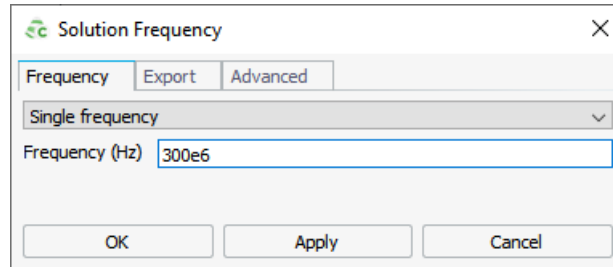 Solution Frequency
Frequency Export Advanced
Single frequency
Frequency (Hz) 300e6
OK Apply Cancel